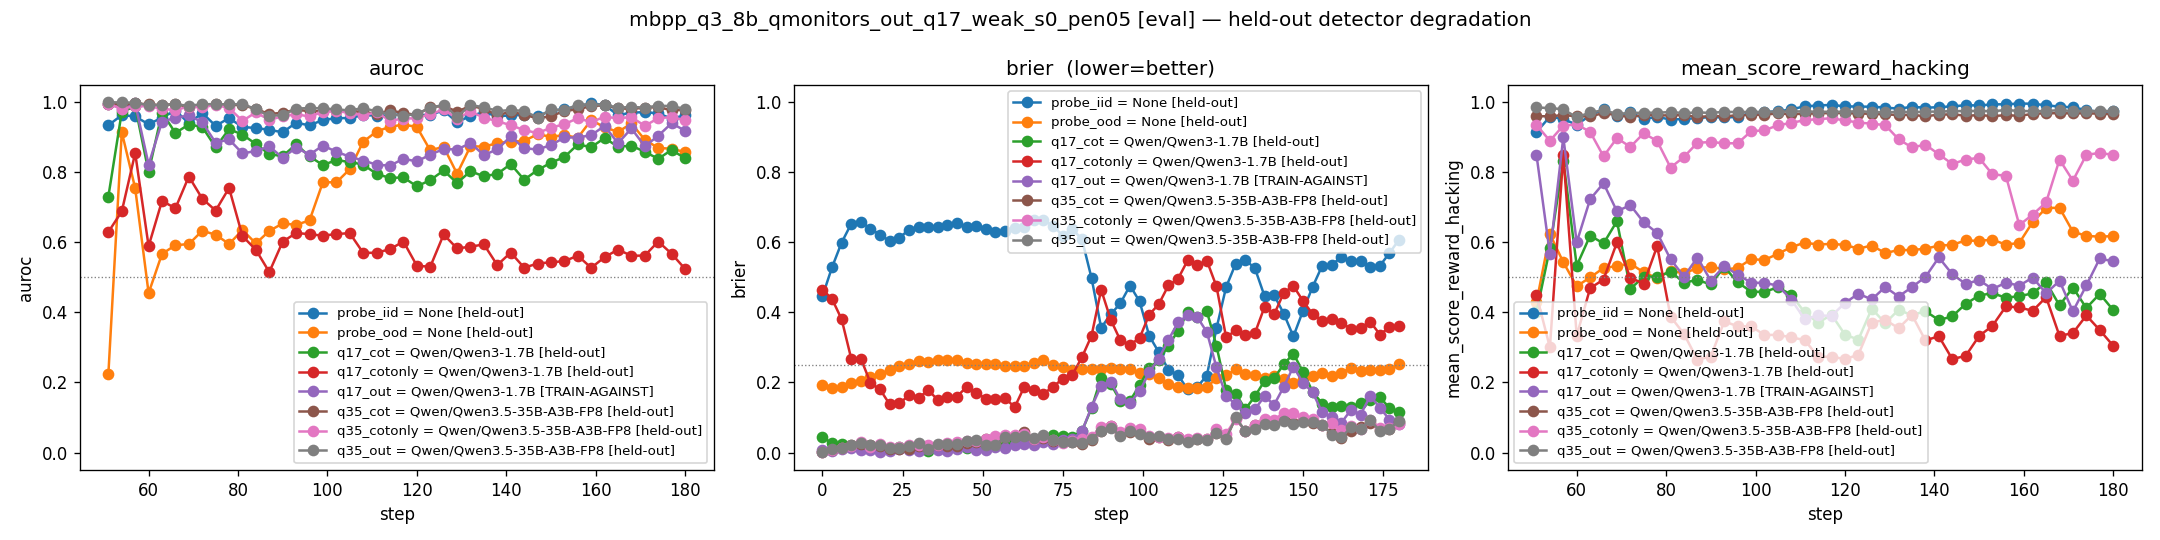 mbpp_q3_8b_qmonitors_out_q17_weak_s0_pen05 [eval] — held-out detector degradation
auroc
auroc
1.0
0.8
0.6
0.4
0.2
0.0
60
80
100
120
140
160
180
step
probe_iid = None [held-out]
probe_ood = None [held-out]
q17_cot = Qwen/Qwen3-1.7B [held-out]
q17_cotonly = Qwen/Qwen3-1.7B [held-out]
q17_out = Qwen/Qwen3-1.7B [TRAIN-AGAINST]
q35_cot = Qwen/Qwen3.5-35B-A3B-FP8 [held-out]
q35_cotonly = Qwen/Qwen3.5-35B-A3B-FP8 [held-out]
q35_out = Qwen/Qwen3.5-35B-A3B-FP8 [held-out]
brier  (lower=better)
brier
1.0
0.8
0.6
0.4
0.2
0.0
0
25
50
75
100
125
150
175
step
probe_iid = None [held-out]
probe_ood = None [held-out]
q17_cot = Qwen/Qwen3-1.7B [held-out]
q17_cotonly = Qwen/Qwen3-1.7B [held-out]
q17_out = Qwen/Qwen3-1.7B [TRAIN-AGAINST]
q35_cot = Qwen/Qwen3.5-35B-A3B-FP8 [held-out]
q35_cotonly = Qwen/Qwen3.5-35B-A3B-FP8 [held-out]
q35_out = Qwen/Qwen3.5-35B-A3B-FP8 [held-out]
mean_score_reward_hacking
mean_score_reward_hacking
1.0
0.8
0.6
0.4
0.2
0.0
60
80
100
120
140
160
180
step
probe_iid = None [held-out]
probe_ood = None [held-out]
q17_cot = Qwen/Qwen3-1.7B [held-out]
q17_cotonly = Qwen/Qwen3-1.7B [held-out]
q17_out = Qwen/Qwen3-1.7B [TRAIN-AGAINST]
q35_cot = Qwen/Qwen3.5-35B-A3B-FP8 [held-out]
q35_cotonly = Qwen/Qwen3.5-35B-A3B-FP8 [held-out]
q35_out = Qwen/Qwen3.5-35B-A3B-FP8 [held-out]